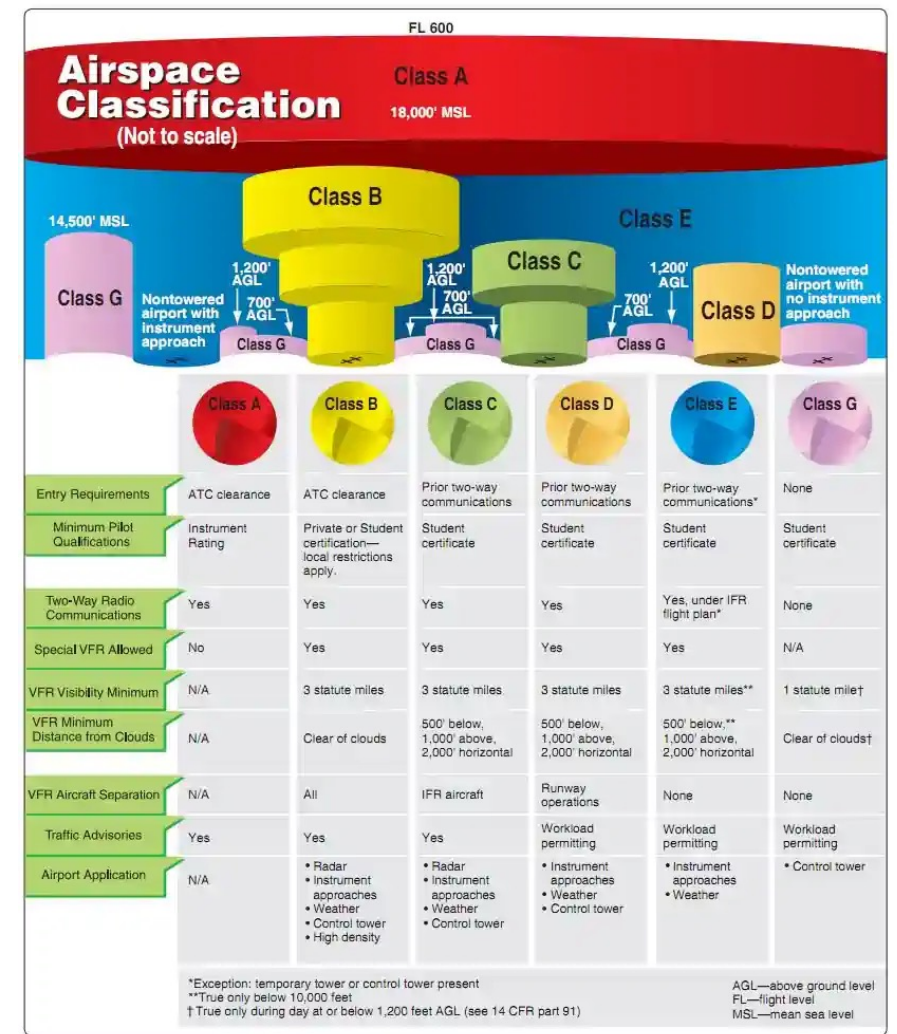 FL 600
Airspace
Classification
(Not to scale)
Class A
18,000' MSL
Class B
14,500' MSL
Class E
Class C
1,200'
AGL
1,200'
AGL
1,200'
AGL
Nontowered
airport with
no instrument
approach
Class G
Nontowered
airport with
instrument
approach
700'
AGL
700'
AGL
700'
AGL
Class D
Class G
Class G
Class G
Class A
Class B
Class C
Class D
Class E
Class G
Entry Requirements
ATC clearance
ATC clearance
Prior two-way
communications
Prior two-way
communications
Prior two-way
communications*
None
Minimum Pilot
Qualifications
Instrument
Rating
Private or Student
certification—
local restrictions
apply.
Student
certificate
Student
certificate
Student
certificate
Student
certificate
Two-Way Radio
Communications
Yes
Yes
Yes
Yes
Yes, under IFR
flight plan*
None
Special VFR Allowed
No
Yes
Yes
Yes
Yes
N/A
VFR Visibility Minimum
N/A
3 statute miles
3 statute miles
3 statute miles
3 statute miles**
1 statute mile†
VFR Minimum
Distance from Clouds
N/A
Clear of clouds
500' below,
1,000' above,
2,000' horizontal
500' below,
1,000' above,
2,000' horizontal
500' below,**
1,000' above,
2,000' horizontal
Clear of clouds†
VFR Aircraft Separation
N/A
All
IFR aircraft
Runway
operations
None
None
Traffic Advisories
Yes
Yes
Yes
Workload
permitting
Workload
permitting
Workload
permitting
Airport Application
N/A
• Radar
• Instrument
approaches
• Weather
• Control tower
• High density
• Radar
• Instrument
approaches
• Weather
• Control tower
• Instrument
approaches
• Weather
• Control tower
• Instrument
approaches
• Weather
• Control tower
*Exception: temporary tower or control tower present
**True only below 10,000 feet
† True only during day at or below 1,200 feet AGL (see 14 CFR part 91)
AGL—above ground level
FL—flight level
MSL—mean sea level